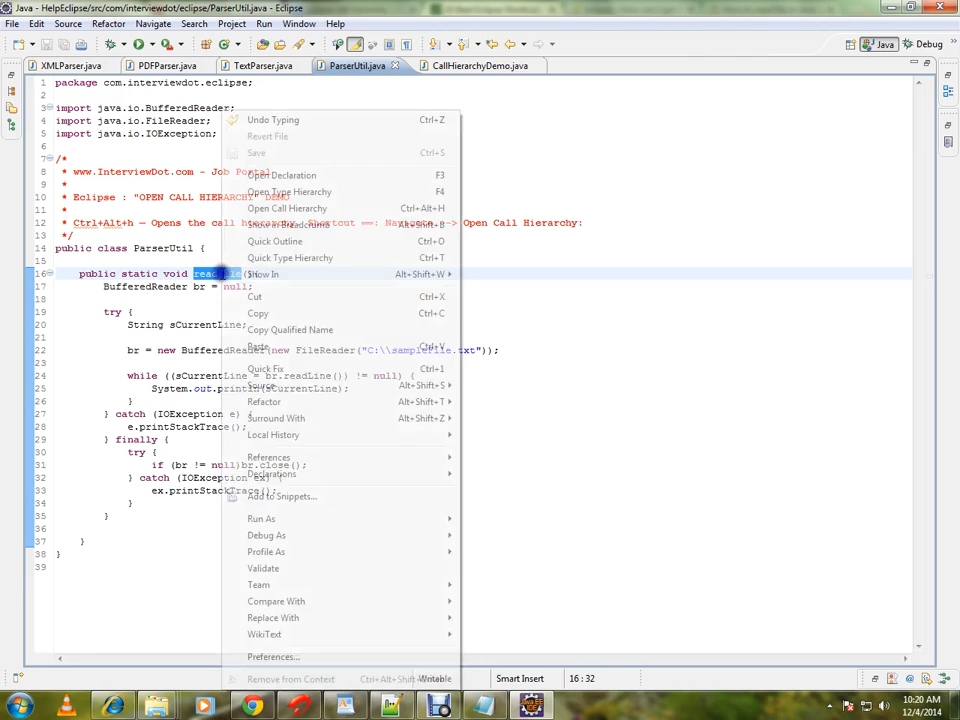 Java - HelpEclipse/src/com/interviewdot/eclipse/ParserUtil.java - Eclipse
File Edit Source Refactor Navigate Search Project Run Window Help
Java Debug
XMLParser.java PDFParser.java TextParser.java ParserUtil.java CallHierarchyDemo.java
1 package com.interviewdot.eclipse;
2
3 import java.io.BufferedReader;
4 import java.io.FileReader;
5 import java.io.IOException;
6
7 /*
8 * www.InterviewDot.com - Job Portal
9 *
10 * Eclipse : "OPEN CALL HIERARCHY" DEMO
11 *
12 * Ctrl+Alt+h – Opens the call hierarchy. Shortcut ==: Navigate --> Open Call Hierarchy:
13 */
14 public class ParserUtil {
15
16 public static void
17 BufferedReader br = null;
18
19 try {
20 String sCurrentLine;
21
22 br = new BufferedReader(new FileReader("C:\\samplefile.txt"));
23
24 while ((sCurrentLine = br.readLine()) != null) {
25 System.out.println(sCurrentLine);
26 }
27 } catch (IOException e) {
28 e.printStackTrace();
29 } finally {
30 try {
31 if (br != null)br.close();
32 } catch (IOException ex) {
33 ex.printStackTrace();
34 }
35 }
36
37 }
38 }
39
Undo Typing Ctrl+Z
Revert File
Save Ctrl+S
Open Declaration F3
Open Type Hierarchy F4
Open Call Hierarchy Ctrl+Alt+H
Show in Breadcrumb Alt+Shift+B
Quick Outline Ctrl+O
Quick Type Hierarchy Ctrl+T
Show In Alt+Shift+W
Cut Ctrl+X
Copy Ctrl+C
Copy Qualified Name
Paste Ctrl+V
Quick Fix Ctrl+1
Source Alt+Shift+S
Refactor Alt+Shift+T
Surround With Alt+Shift+Z
Local History
References
Declarations
Add to Snippets...
Run As
Debug As
Profile As
Validate
Team
Compare With
Replace With
WikiText
Preferences...
Remove from Context
Writable Smart Insert 16 : 32
10:20 AM
12/4/2014